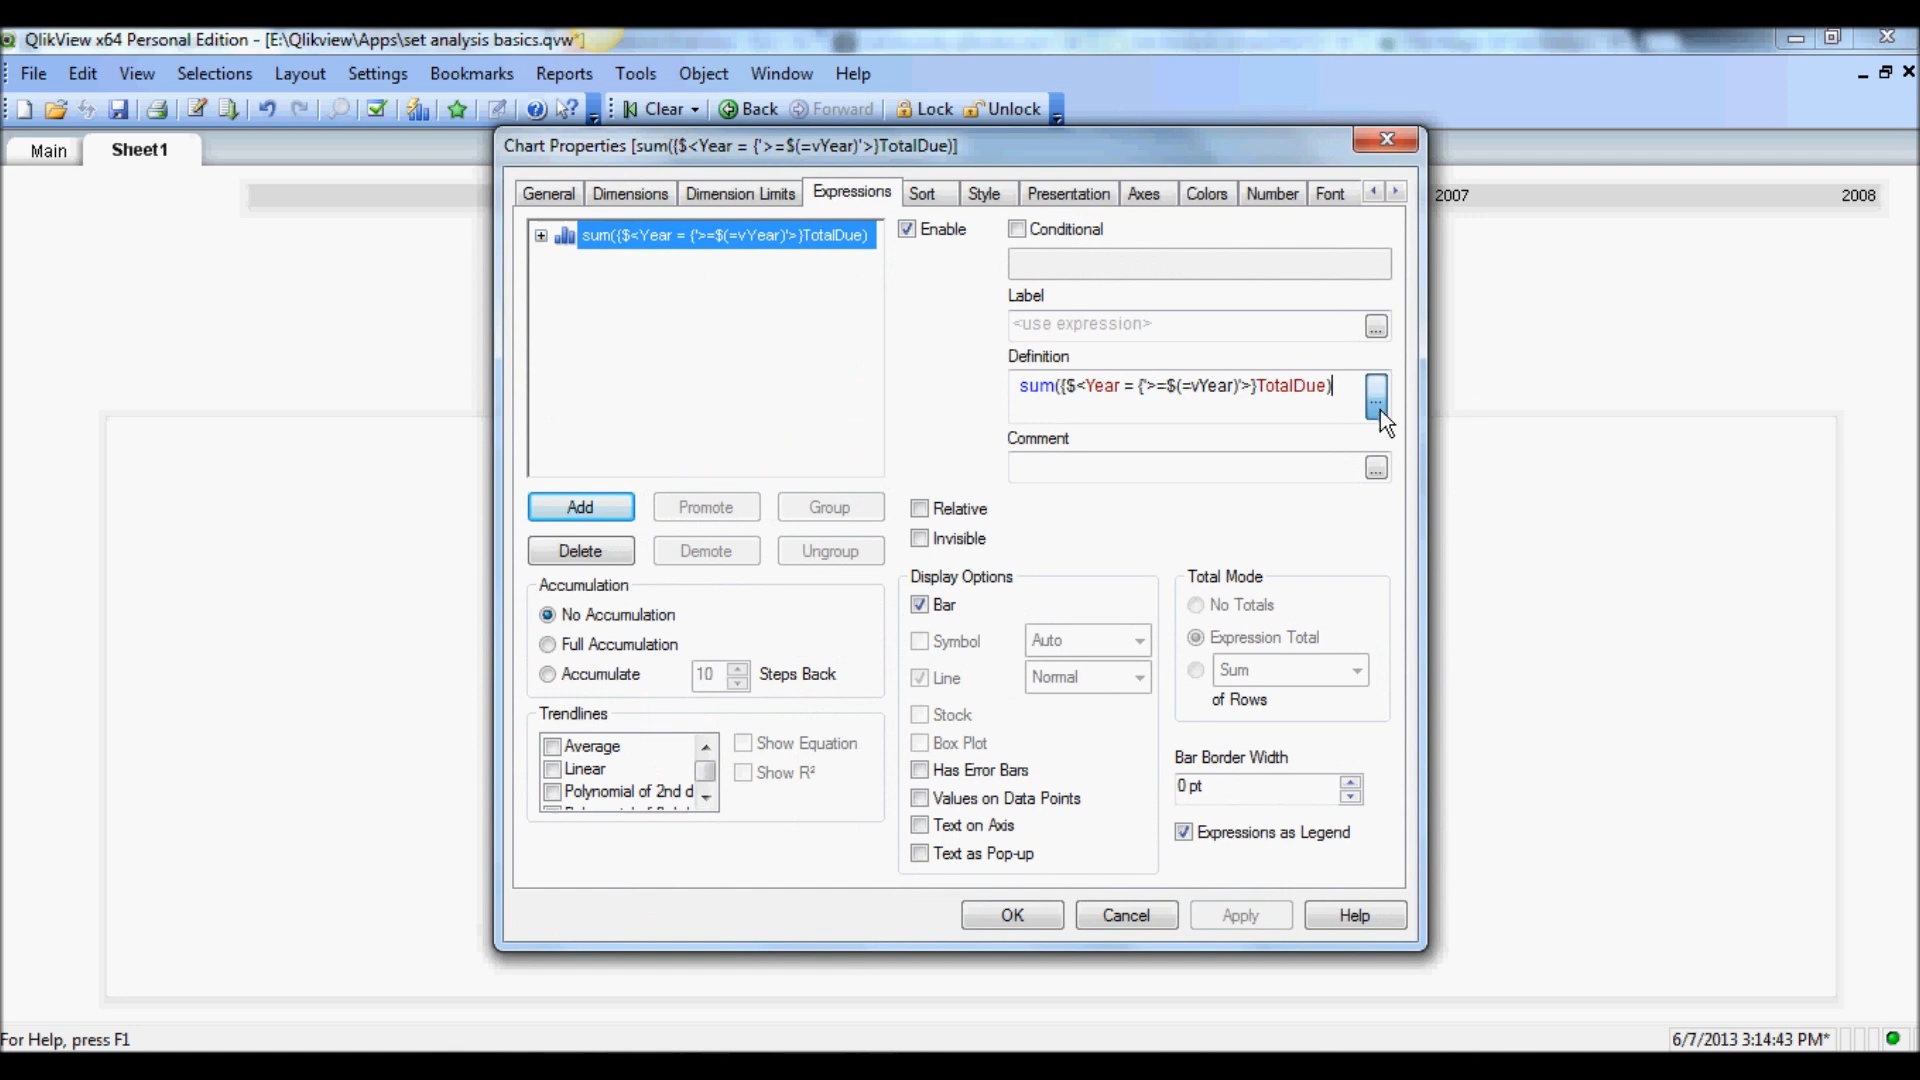 QlikView x64 Personal Edition - [E:\Qlikview\Apps\set analysis basics.qvw*]
File Edit View Selections Layout Settings Bookmarks Reports Tools Object Window Help
Clear Back Forward Lock Unlock
Main Sheet1
Chart Properties [sum({$<Year = {'>=$(=vYear)'>}TotalDue)]
General Dimensions Dimension Limits Expressions Sort Style Presentation Axes Colors Number Font
2007 2008
sum({$<Year = {'>=$(=vYear)'>}TotalDue)
Enable
Conditional
Label
<use expression>
...
Definition
sum({$<Year = {'>=$(=vYear)'>}TotalDue)
...
Comment
...
Add Promote Group
Delete Demote Ungroup
Relative
Invisible
Accumulation
No Accumulation
Full Accumulation
Accumulate 10 Steps Back
Trendlines
Average
Linear
Polynomial of 2nd d
Show Equation
Show R²
Display Options
Bar
Symbol Auto
Line Normal
Stock
Box Plot
Has Error Bars
Values on Data Points
Text on Axis
Text as Pop-up
Total Mode
No Totals
Expression Total
Sum
of Rows
Bar Border Width
0 pt
Expressions as Legend
OK Cancel Apply Help
For Help, press F1
6/7/2013 3:14:43 PM*